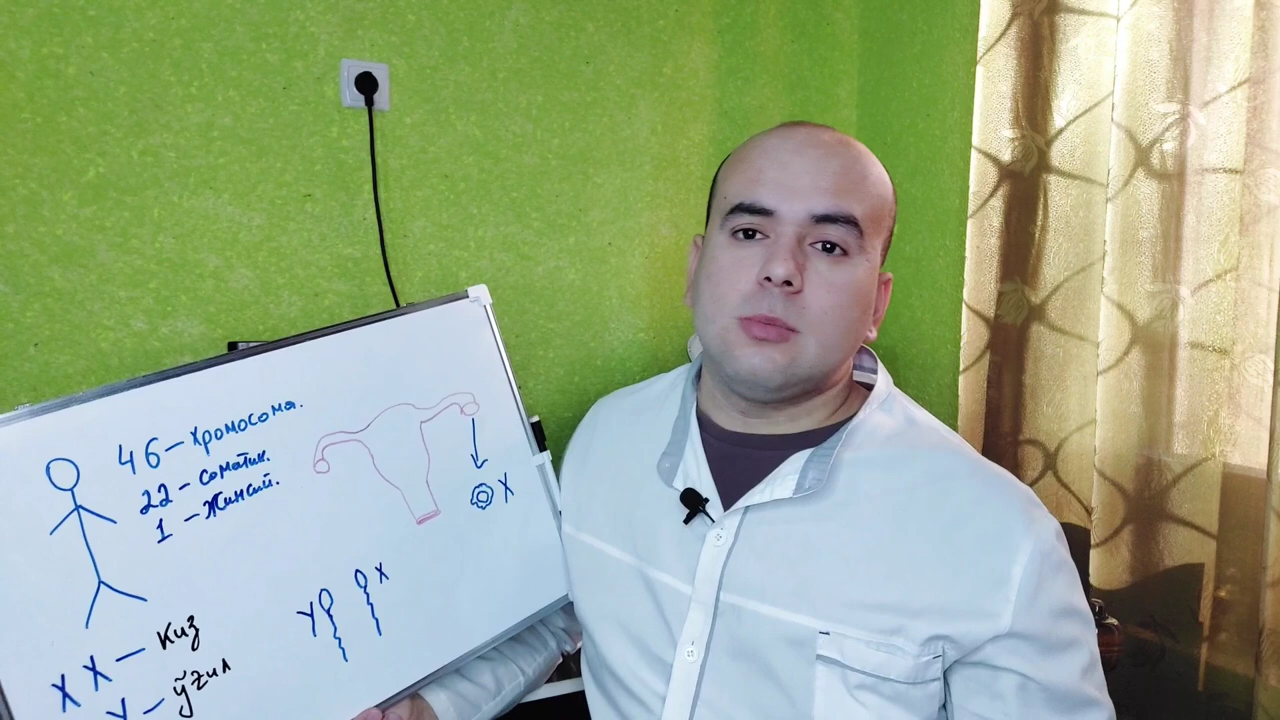 46 – хромосома.
22 – соматик.
1 – жинсий.
X
Y X
X X – киз
Y – ўғил